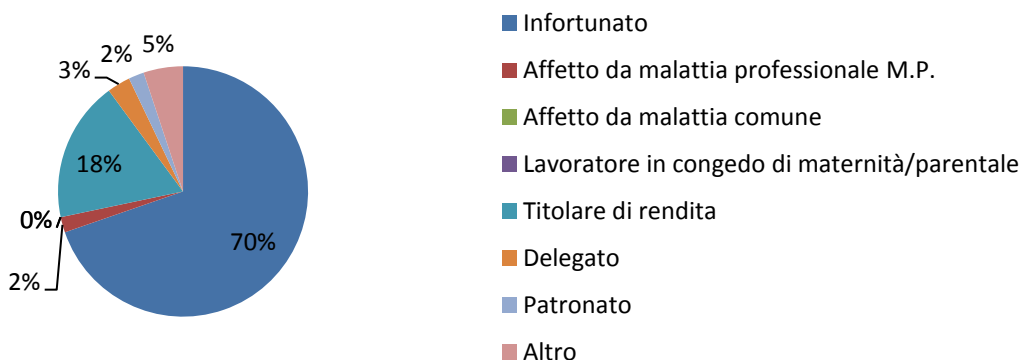 5%
2%
3%
18%
0%
70%
2%
Infortunato
Affetto da malattia professionale M.P.
Affetto da malattia comune
Lavoratore in congedo di maternità/parentale
Titolare di rendita
Delegato
Patronato
Altro